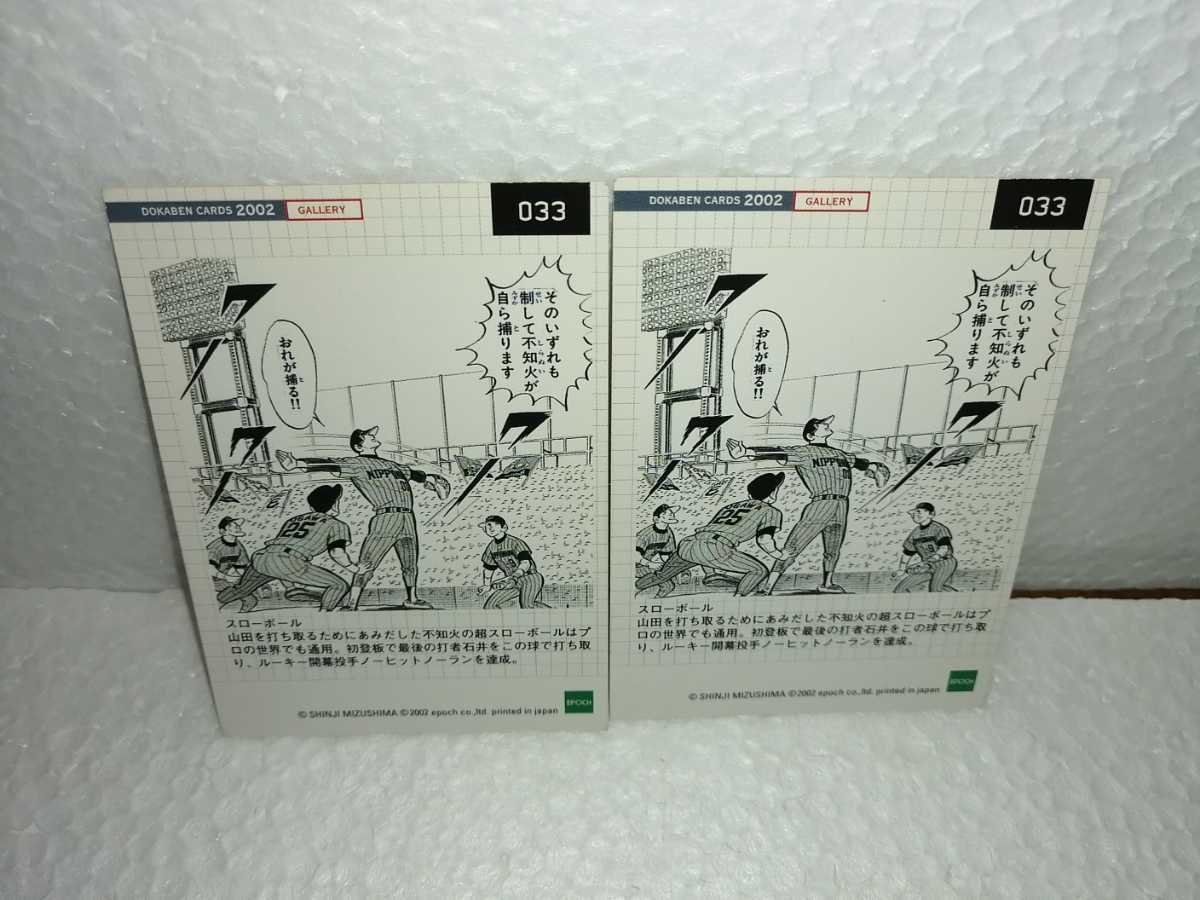 DOKABEN CARDS 2002 GALLERY 033
そのいずれも
制して不知火が
自ら捕ります
おれが捕る!!
ワ
ワ
ワ
ワ
NIPP
25
スローボール
山田を打ち取るためにあみだした不知火の超スローボールはプ
ロの世界でも通用。初登板で最後の打者石井をこの球で打ち取
り、ルーキー開幕投手ノーヒットノーランを達成。
© SHINJI MIZUSHIMA ©2002 epoch co.,ltd. printed in japan
EPOCH
DOKABEN CARDS 2002 GALLERY 033
そのいずれも
制して不知火が
自ら捕ります
おれが捕る!!
ワ
ワ
ワ
ワ
NIPP
25
スローボール
山田を打ち取るためにあみだした不知火の超スローボールはプ
ロの世界でも通用。初登板で最後の打者石井をこの球で打ち取
り、ルーキー開幕投手ノーヒットノーランを達成。
© SHINJI MIZUSHIMA ©2002 epoch co.,ltd. printed in japan
EPOCH